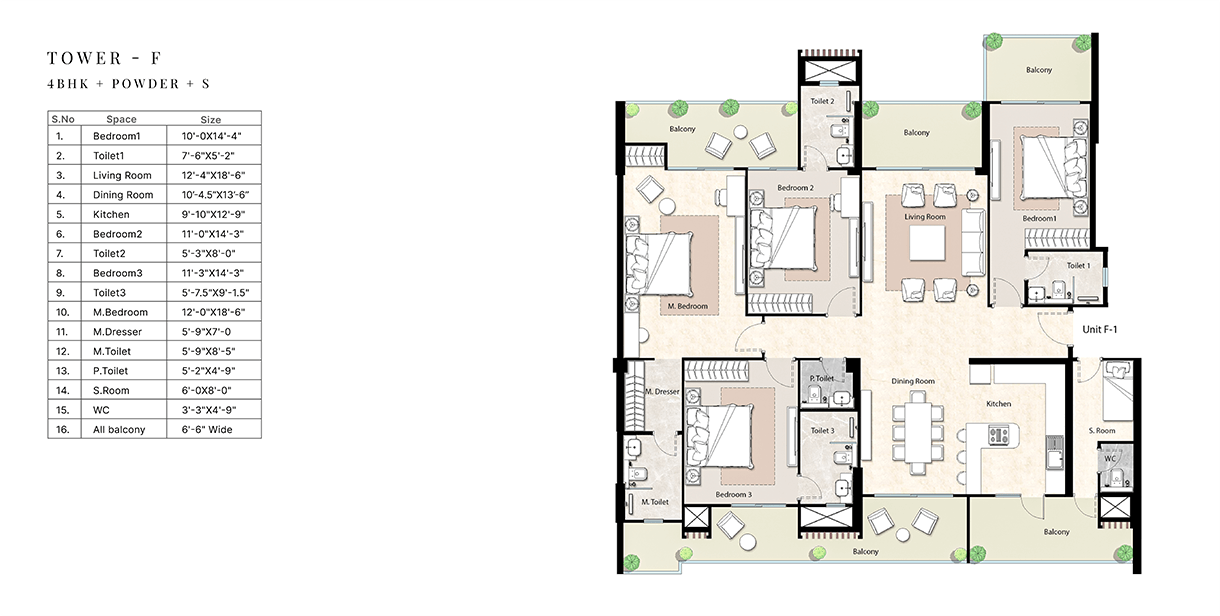 TOWER - F
4BHK + POWDER + S
S.No Space Size
1. Bedroom1 10'-0X14'-4"
2. Toilet1 7'-6"X5'-2"
3. Living Room 12'-4"X18'-6"
4. Dining Room 10'-4.5"X13'-6"
5. Kitchen 9'-10"X12'-9"
6. Bedroom2 11'-0"X14'-3"
7. Toilet2 5'-3"X8'-0"
8. Bedroom3 11'-3"X14'-3"
9. Toilet3 5'-7.5"X9'-1.5"
10. M.Bedroom 12'-0"X18'-6"
11. M.Dresser 5'-9"X7'-0
12. M.Toilet 5'-9"X8'-5"
13. P.Toilet 5'-2"X4'-9"
14. S.Room 6'-0X8'-0"
15. WC 3'-3"X4'-9"
16. All balcony 6'-6" Wide
Balcony
Toilet 2
Balcony
Balcony
Bedroom 2
Living Room
Bedroom1
Toilet 1
M. Bedroom
Unit F-1
P. Toilet
Dining Room
M. Dresser
Kitchen
Toilet 3
S. Room
WC
Bedroom 3
M. Toilet
Balcony
Balcony